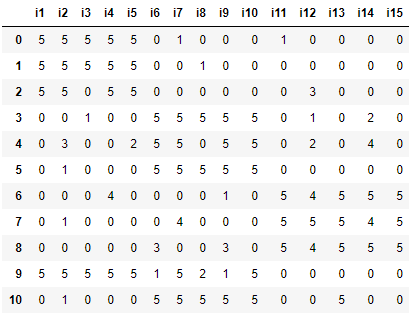 i1 i2 i3 i4 i5 i6 i7 i8 i9 i10 i11 i12 i13 i14 i15
0 5 5 5 5 5 0 1 0 0 0 1 0 0 0 0
1 5 5 5 5 5 0 0 1 0 0 0 0 0 0 0
2 5 5 0 5 5 0 0 0 0 0 0 3 0 0 0
3 0 0 1 0 0 5 5 5 5 5 0 1 0 2 0
4 0 3 0 0 2 5 5 0 5 5 0 2 0 4 0
5 0 1 0 0 0 5 5 5 5 5 0 0 0 0 0
6 0 0 0 4 0 0 0 0 1 0 5 4 5 5 5
7 0 1 0 0 0 0 4 0 0 0 5 5 5 4 5
8 0 0 0 0 0 3 0 0 3 0 5 4 5 5 5
9 5 5 5 5 5 1 5 2 1 5 0 0 0 0 0
10 0 1 0 0 0 5 5 5 5 5 0 0 5 0 0